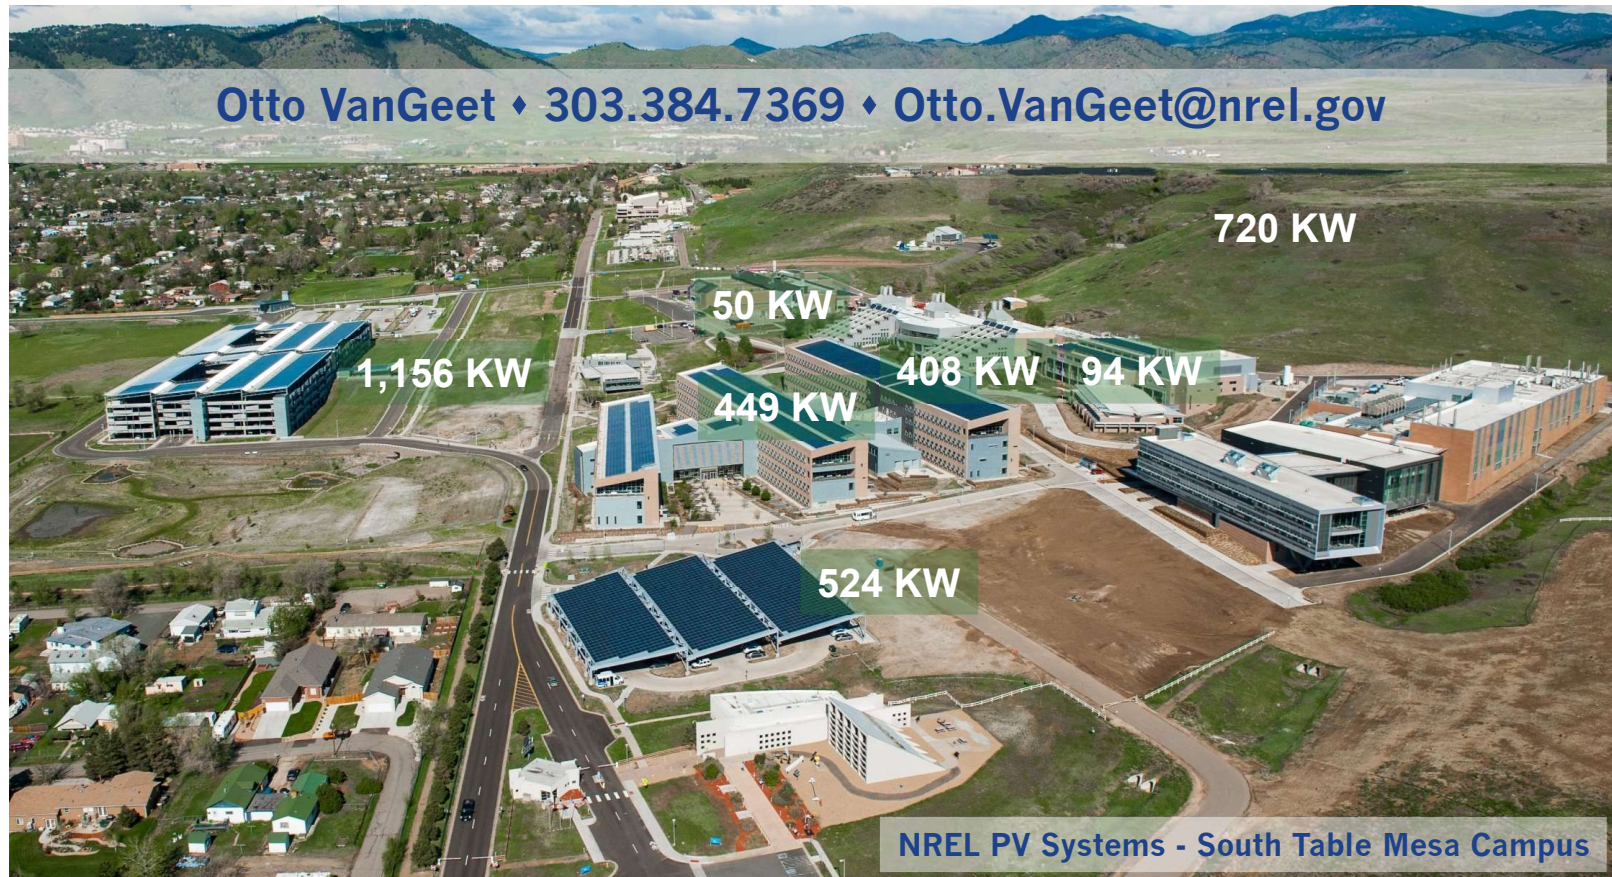 Otto VanGeet ♦ 303.384.7369 ♦ Otto.VanGeet@nrel.gov
720 KW
50 KW
1,156 KW
408 KW
94 KW
449 KW
524 KW
NREL PV Systems - South Table Mesa Campus